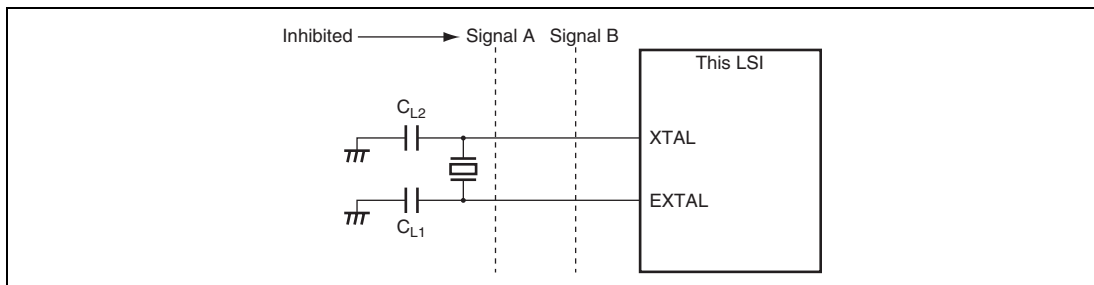 Inhibited Signal A Signal B
This LSI
CL2
XTAL
EXTAL
CL1